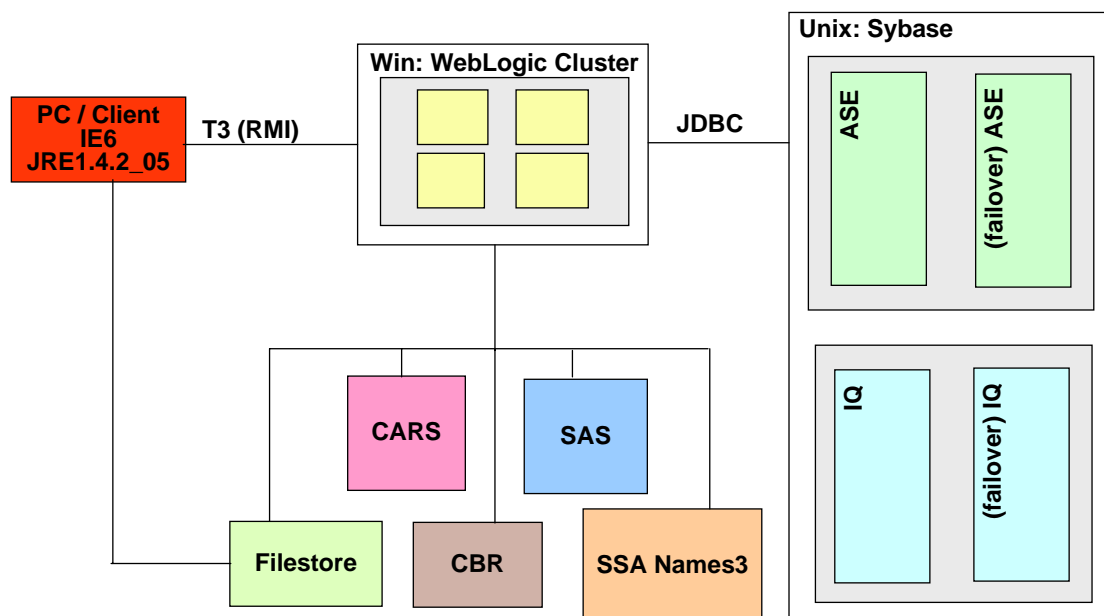 Unix: Sybase
Win: WebLogic Cluster
PC / Client
IE6
JRE1.4.2_05
T3 (RMI)
JDBC
ASE
(failover) ASE
IQ
(failover) IQ
CARS
SAS
Filestore
CBR
SSA Names3